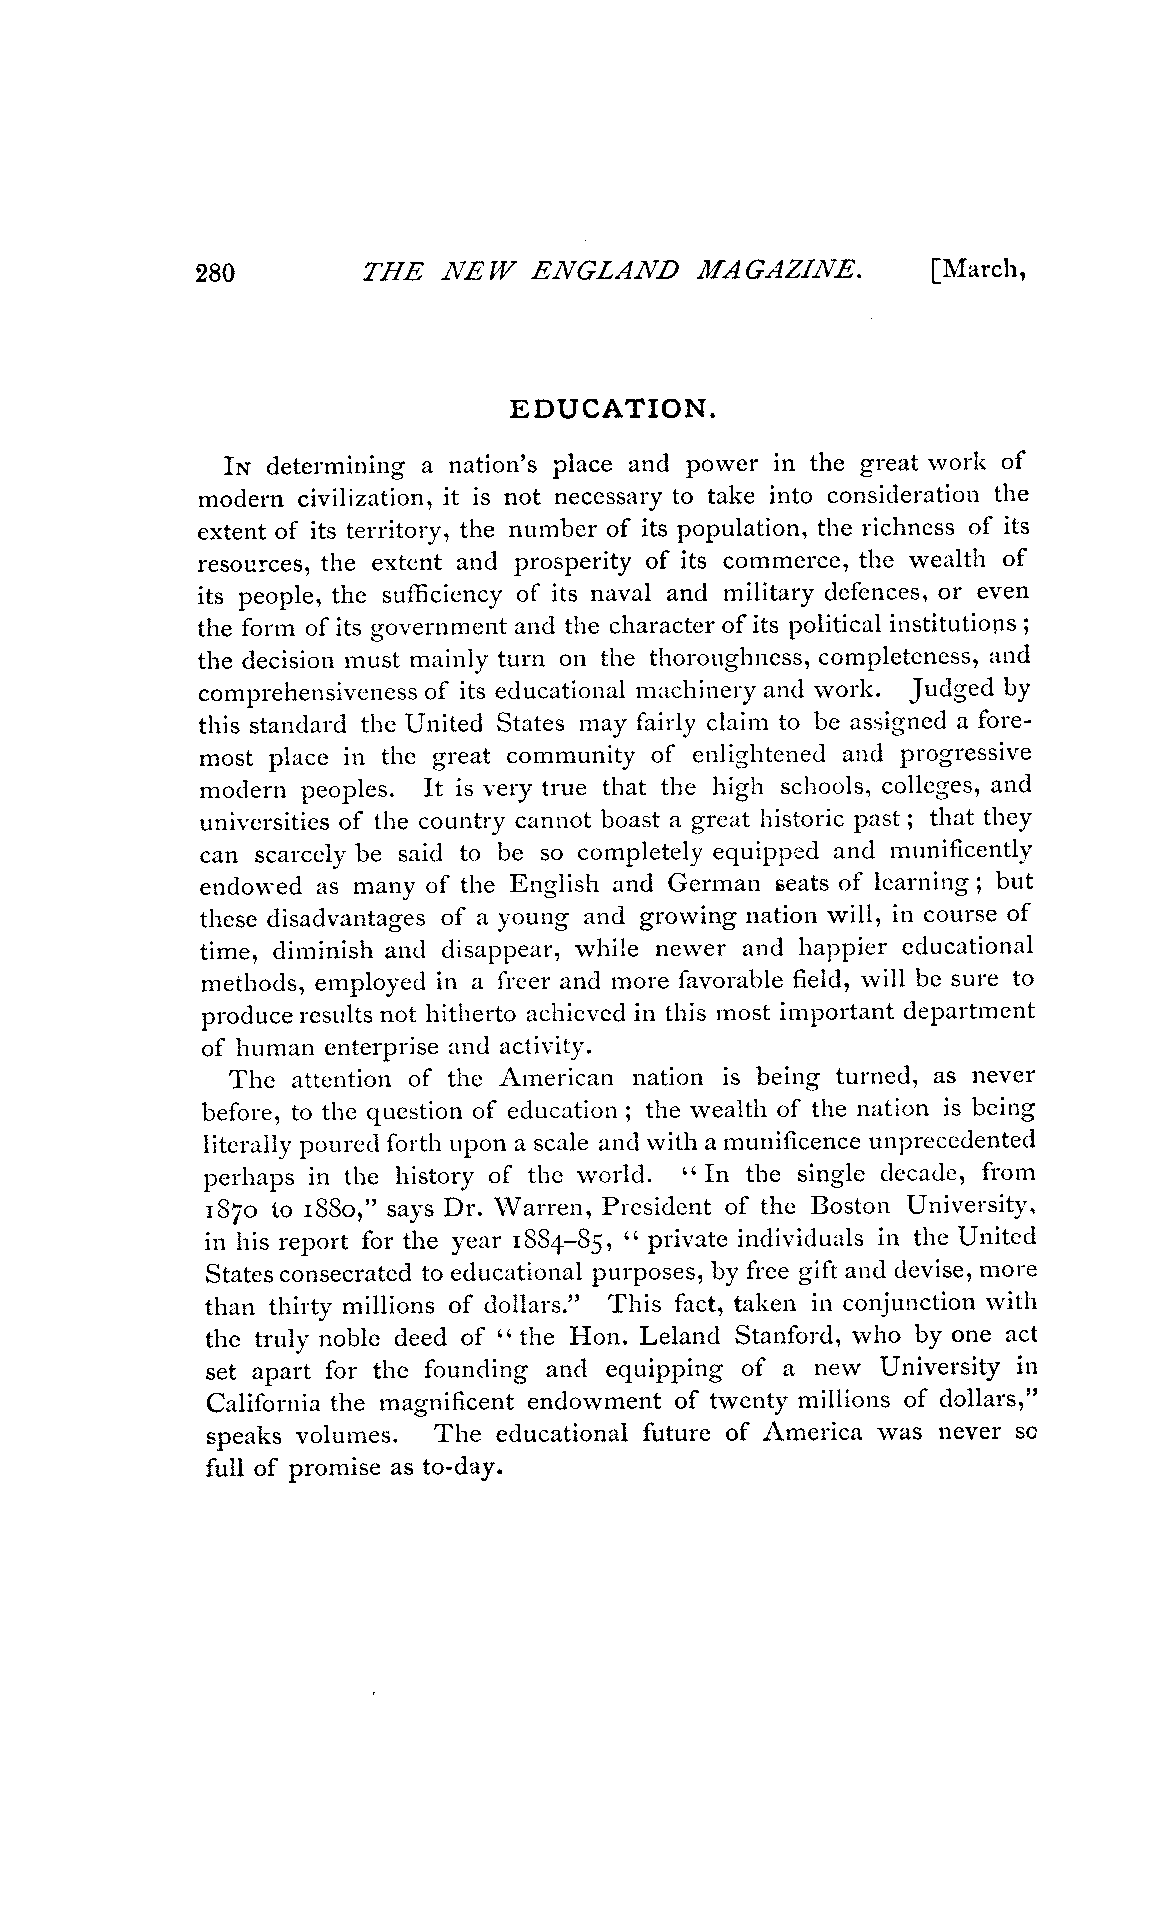 280 THE NEW ENGLAND MAGAZINE. [March,
EDUCATION.
IN determining a nation's place and power in the great work of
modern civilization, it is not necessary to take into consideration the
extent of its territory, the number of its population, the richness of its
resources, the extent and prosperity of its commerce, the wealth of
its people, the sufficiency of its naval and military defences, or even
the form of its government and the character of its political institutions ;
the decision must mainly turn on the thoroughness, completeness, and
comprehensiveness of its educational machinery and work. Judged by
this standard the United States may fairly claim to be assigned a fore-
most place in the great community of enlightened and progressive
modern peoples. It is very true that the high schools, colleges, and
universities of the country cannot boast a great historic past ; that they
can scarcely be said to be so completely equipped and munificently
endowed as many of the English and German seats of learning ; but
these disadvantages of a young and growing nation will, in course of
time, diminish and disappear, while newer and happier educational
methods, employed in a freer and more favorable field, will be sure to
produce results not hitherto achieved in this most important department
of human enterprise and activity.
The attention of the American nation is being turned, as never
before, to the question of education ; the wealth of the nation is being
literally poured forth upon a scale and with a munificence unprecedented
perhaps in the history of the world. "In the single decade, from
1870 to 1880," says Dr. Warren, President of the Boston University,
in his report for the year 1884–85, "private individuals in the United
States consecrated to educational purposes, by free gift and devise, more
than thirty millions of dollars." This fact, taken in conjunction with
the truly noble deed of "the Hon. Leland Stanford, who by one act
set apart for the founding and equipping of a new University in
California the magnificent endowment of twenty millions of dollars,"
speaks volumes. The educational future of America was never so
full of promise as to-day.